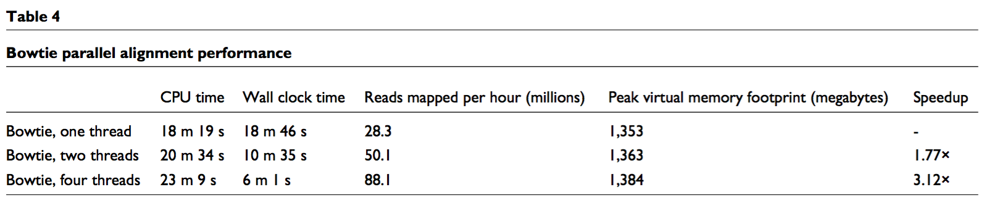 Table 4
Bowtie parallel alignment performance
CPU time Wall clock time Reads mapped per hour (millions) Peak virtual memory footprint (megabytes) Speedup
Bowtie, one thread 18 m 19 s 18 m 46 s 28.3 1,353 -
Bowtie, two threads 20 m 34 s 10 m 35 s 50.1 1,363 1.77×
Bowtie, four threads 23 m 9 s 6 m 1 s 88.1 1,384 3.12×